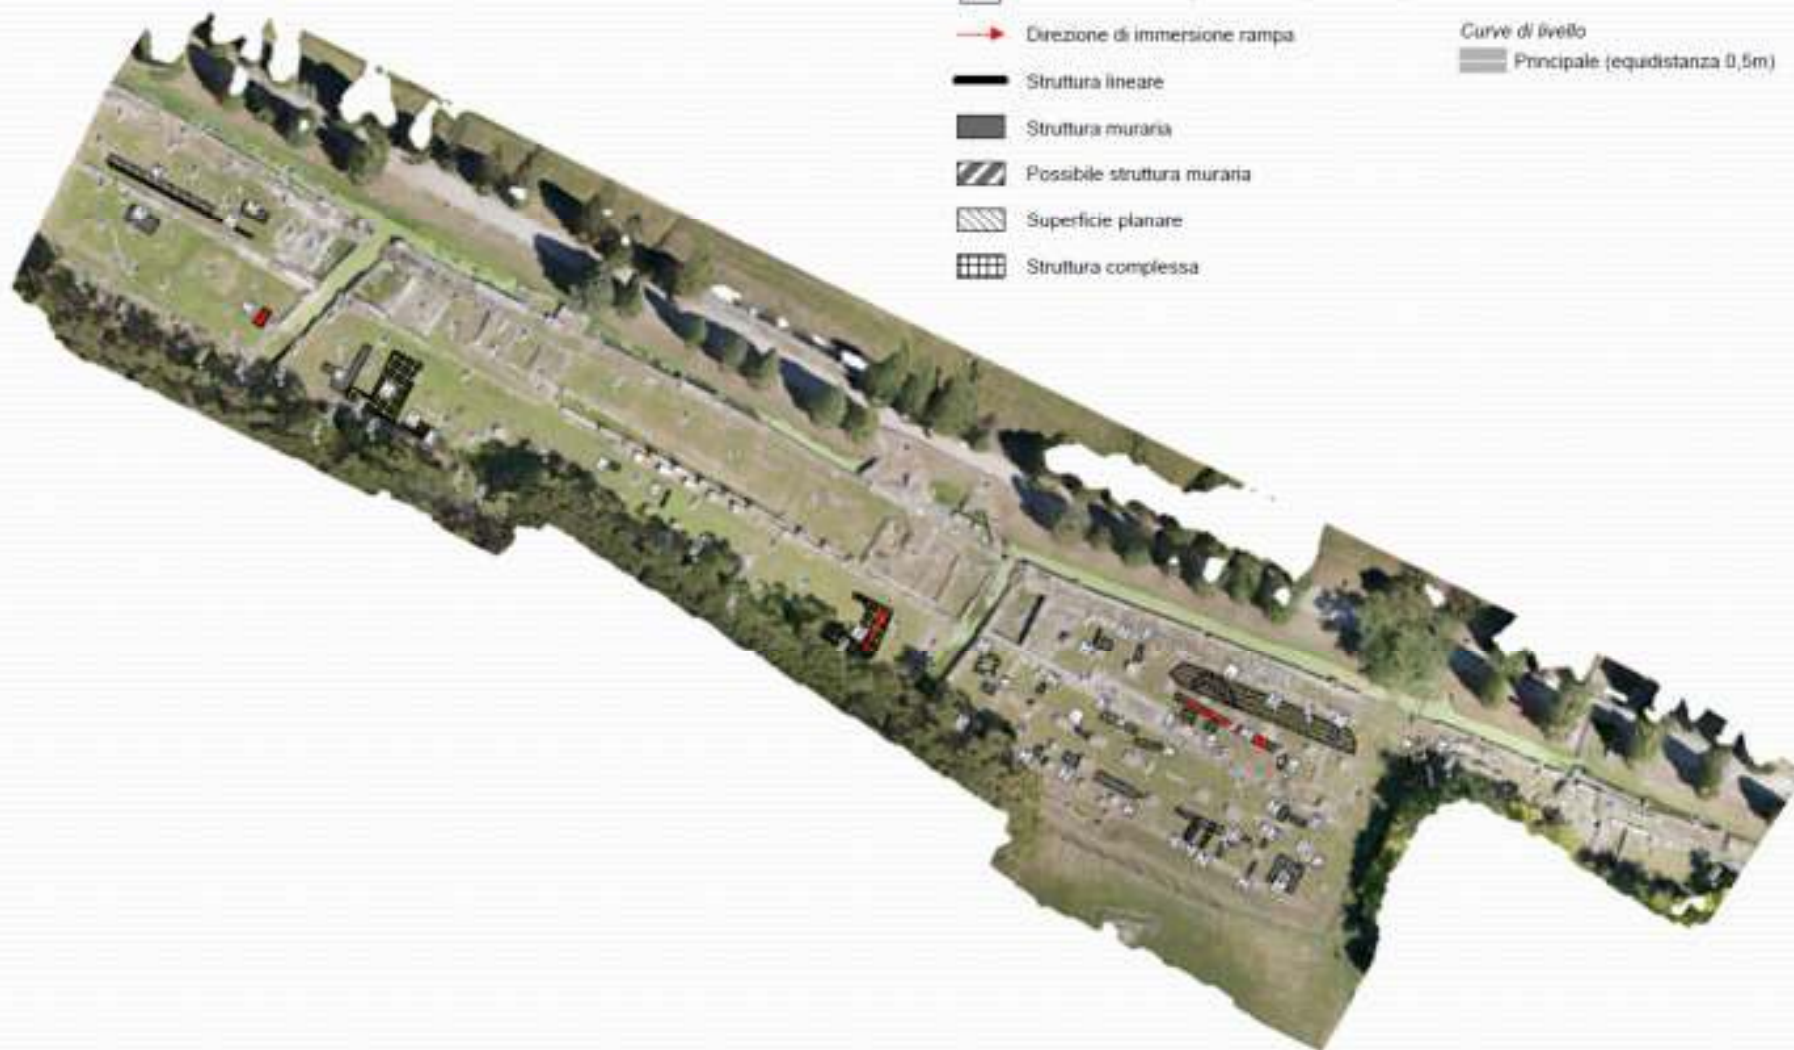 Direzione di immersione rampa
Struttura lineare
Struttura muraria
Possibile struttura muraria
Superficie planare
Struttura complessa
Curve di livello
Principale (equidistanza 0,5m)